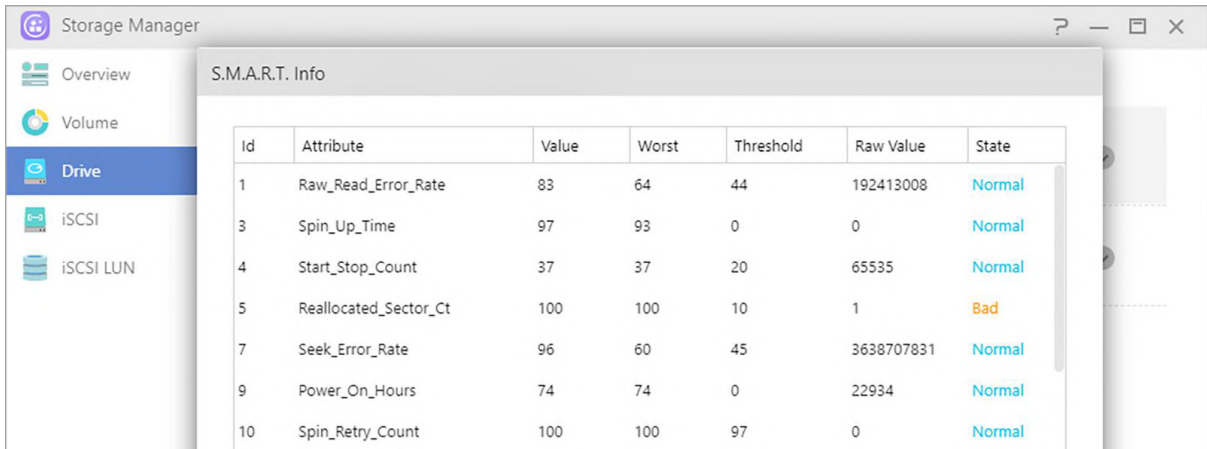 Storage Manager
Overview
Volume
Drive
iSCSI
iSCSI LUN
S.M.A.R.T. Info
Id Attribute Value Worst Threshold Raw Value State
1 Raw_Read_Error_Rate 83 64 44 192413008 Normal
3 Spin_Up_Time 97 93 0 0 Normal
4 Start_Stop_Count 37 37 20 65535 Normal
5 Reallocated_Sector_Ct 100 100 10 1 Bad
7 Seek_Error_Rate 96 60 45 3638707831 Normal
9 Power_On_Hours 74 74 0 22934 Normal
10 Spin_Retry_Count 100 100 97 0 Normal